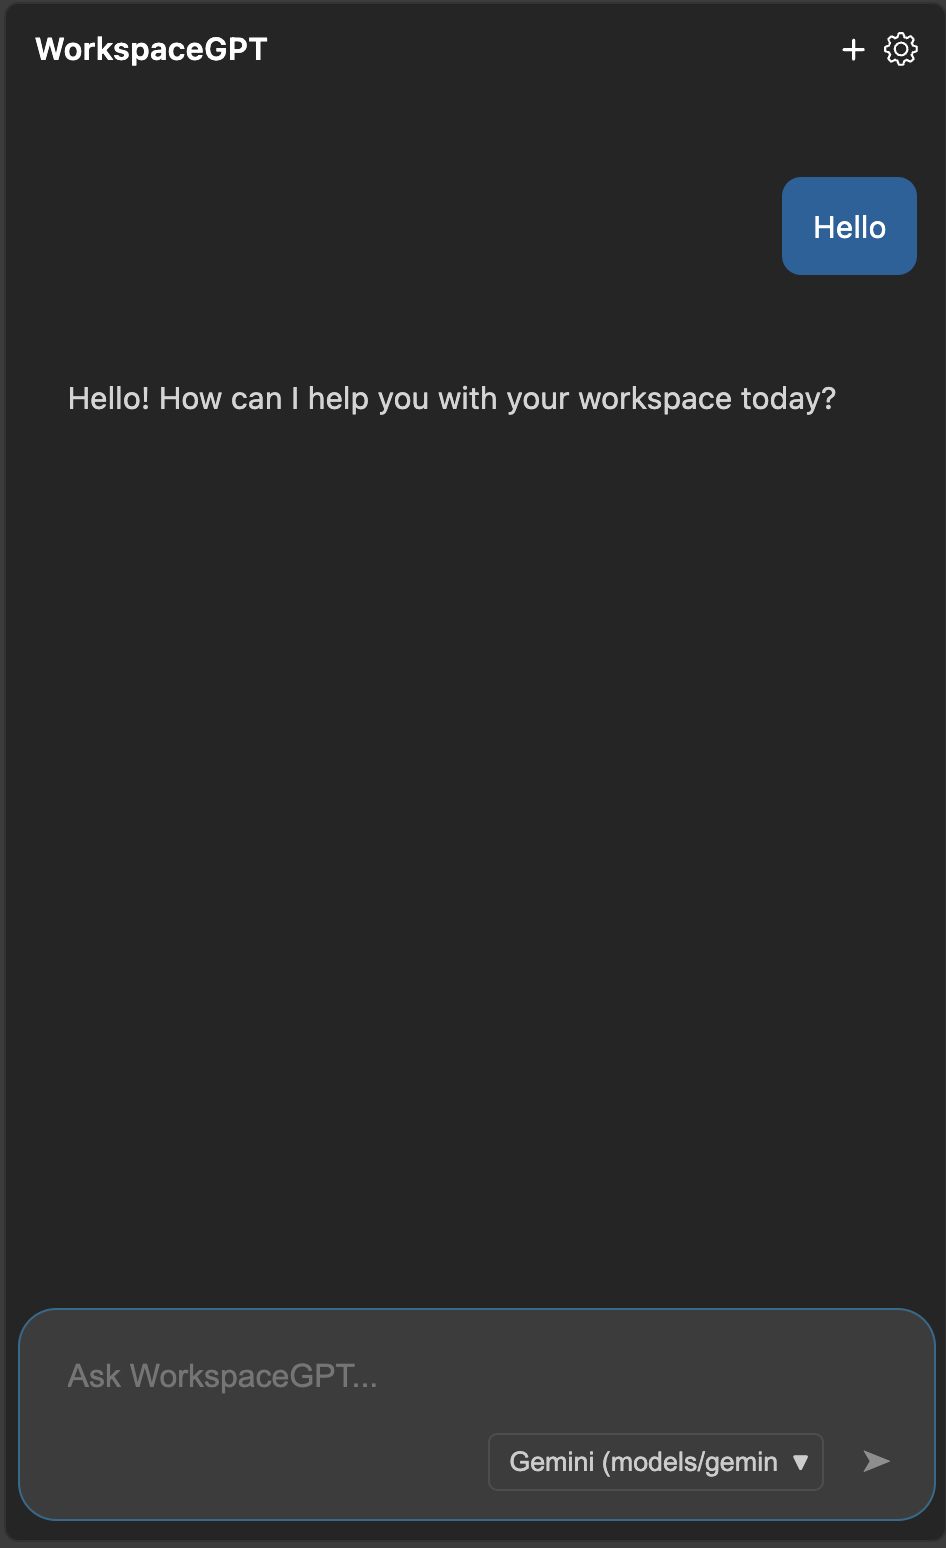 WorkspaceGPT
Hello
Hello! How can I help you with your workspace today?
Ask WorkspaceGPT...
Gemini (models/gemin